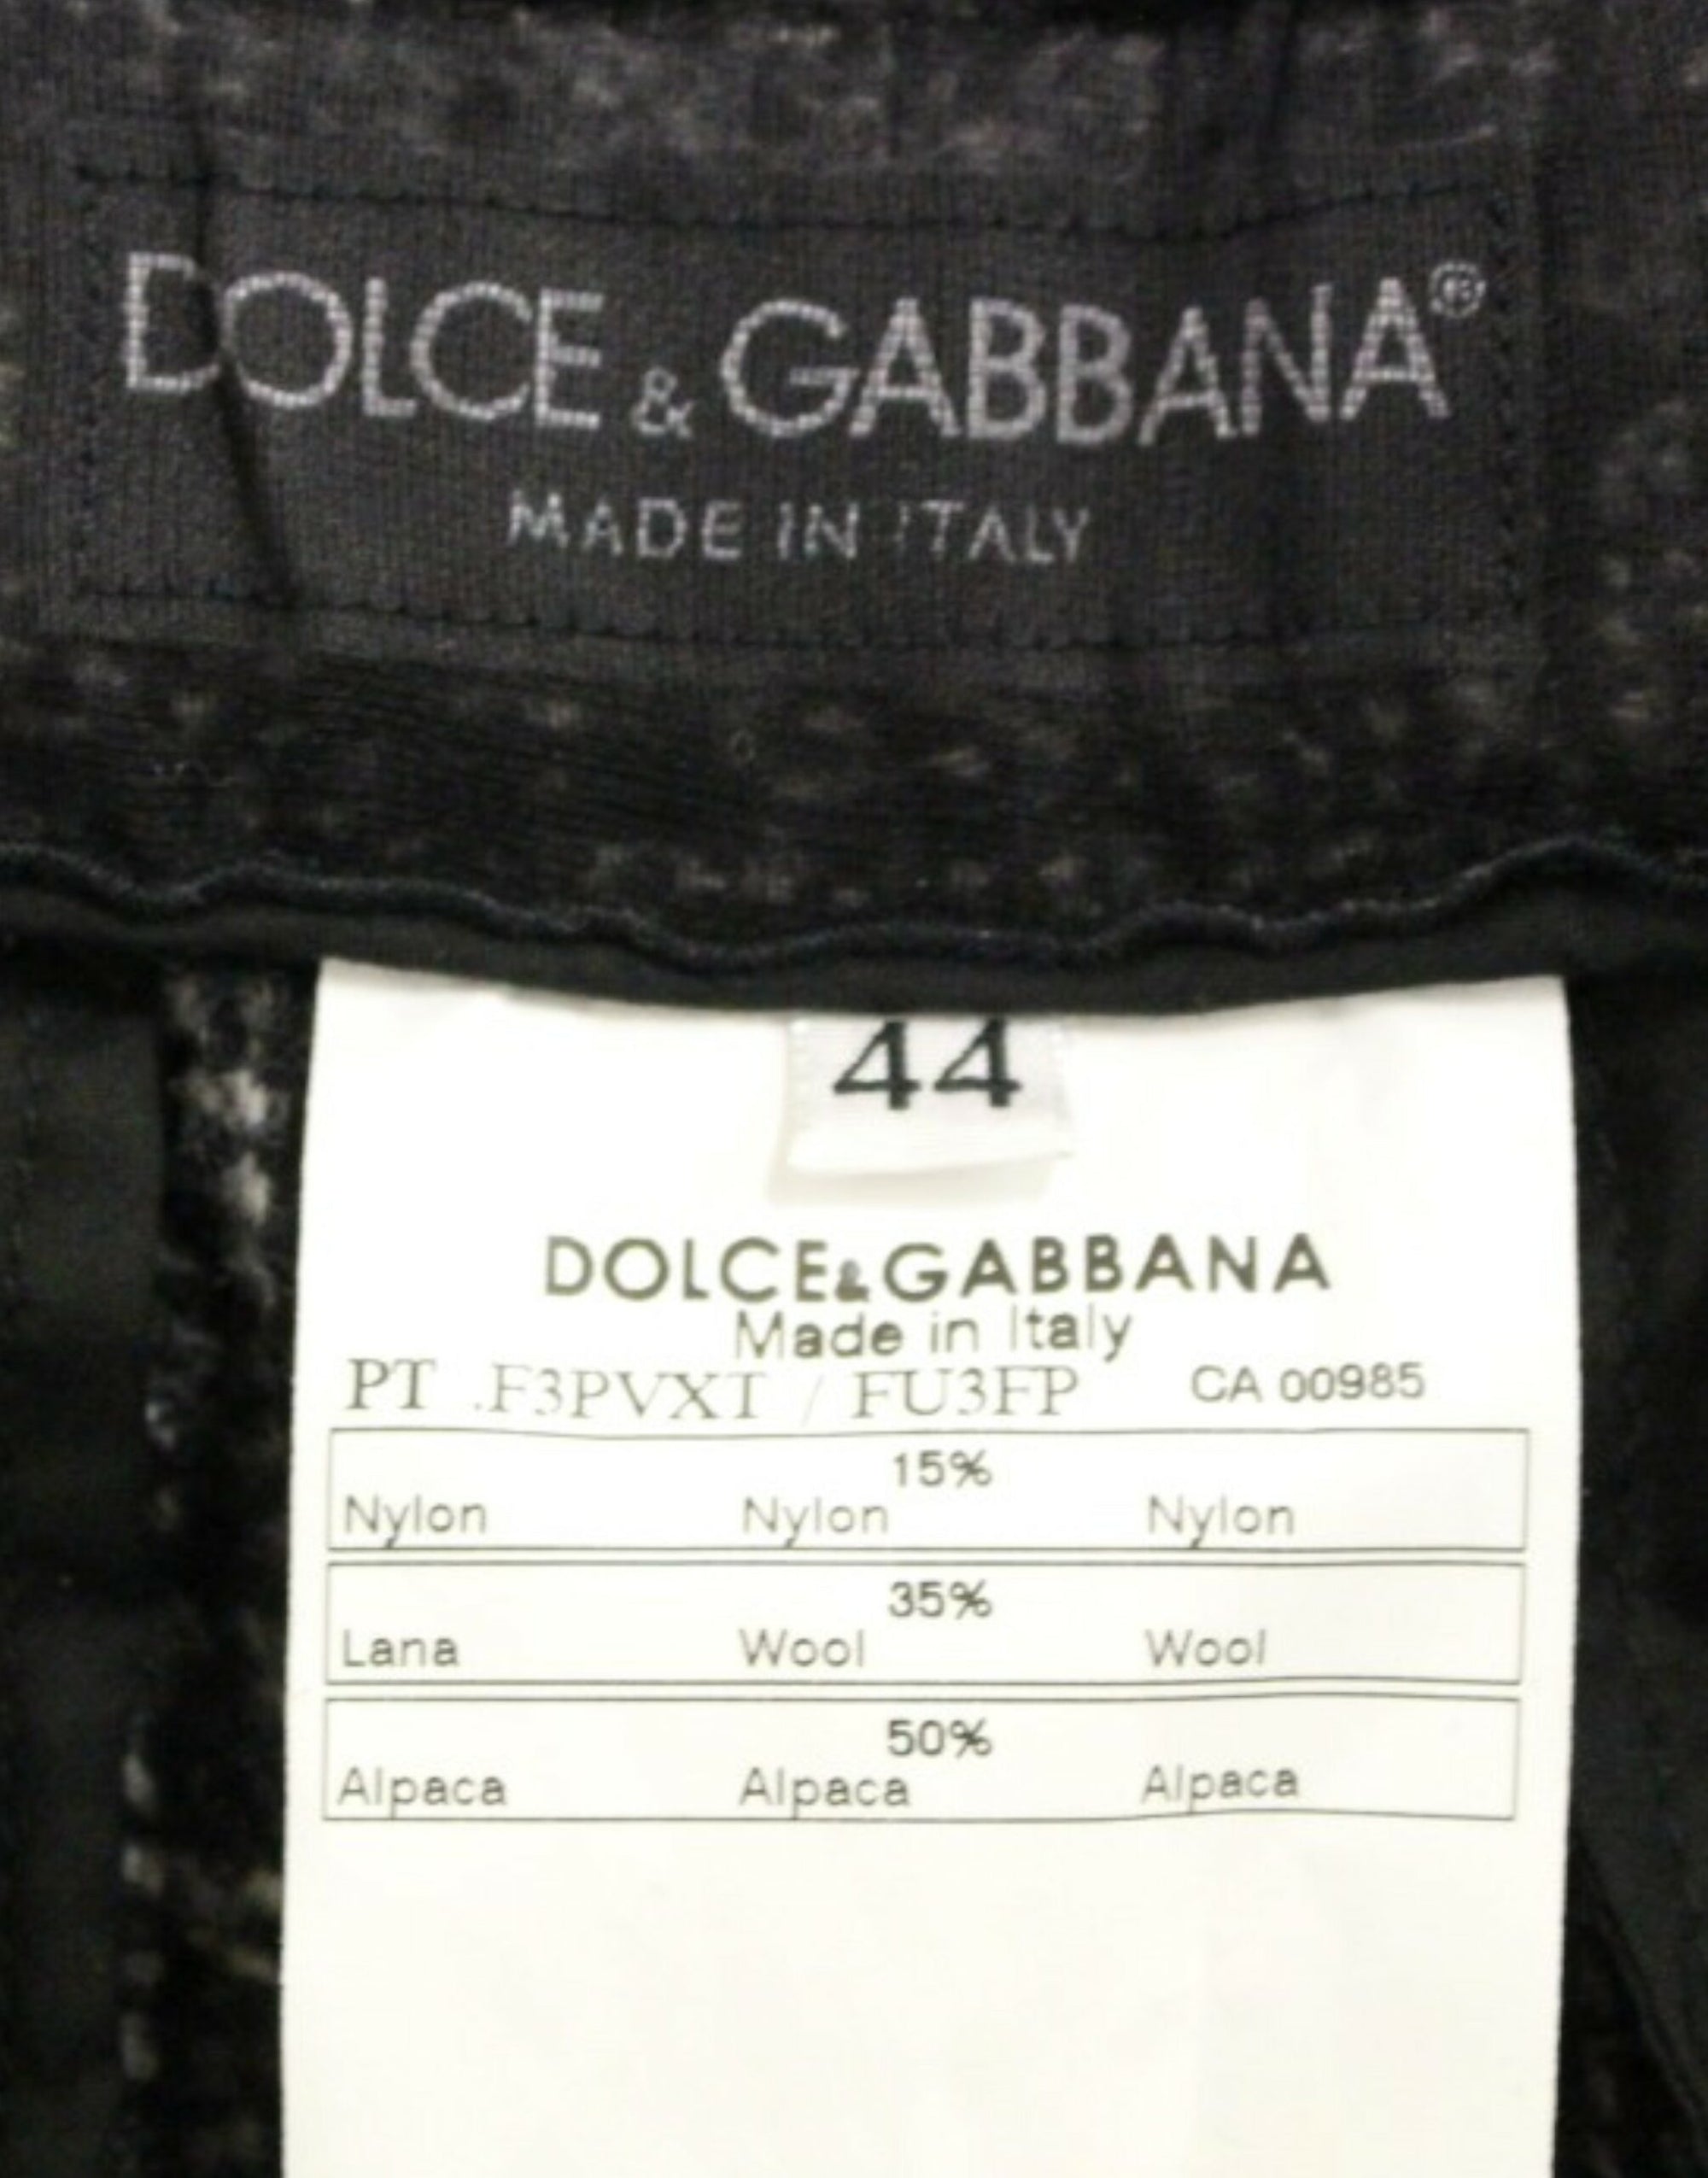 DOLCE & GABBANA®
MADE IN ITALY
44
DOLCE&GABBANA
Made in Italy
PT .F3PVXT / FU3FP CA 00985
15%
Nylon Nylon Nylon
35%
Lana Wool Wool
50%
Alpaca Alpaca Alpaca